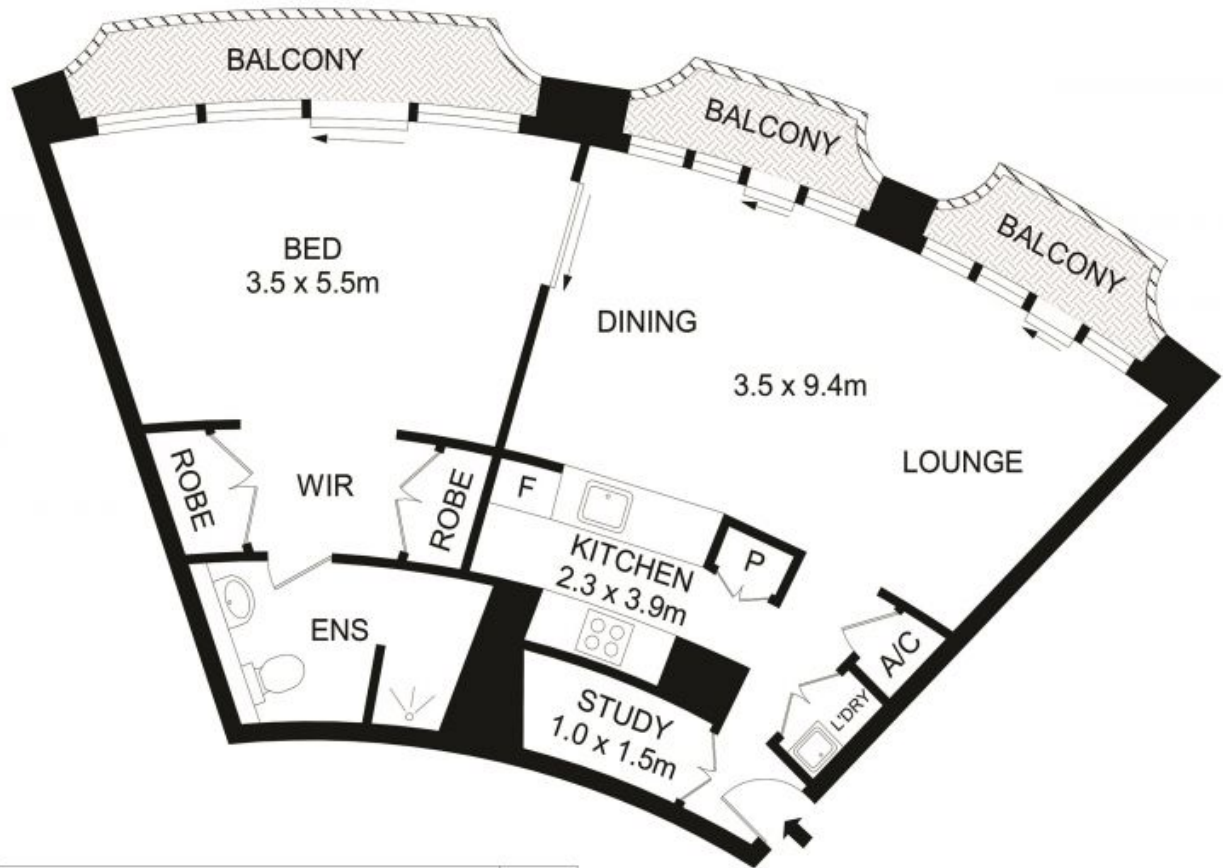 BALCONY
BALCONY
BALCONY
BED
3.5 x 5.5m
DINING
3.5 x 9.4m
LOUNGE
ROBE
WIR
ROBE
F
KITCHEN
2.3 x 3.9m
P
ENS
A/C
L'DRY
STUDY
1.0 x 1.5m